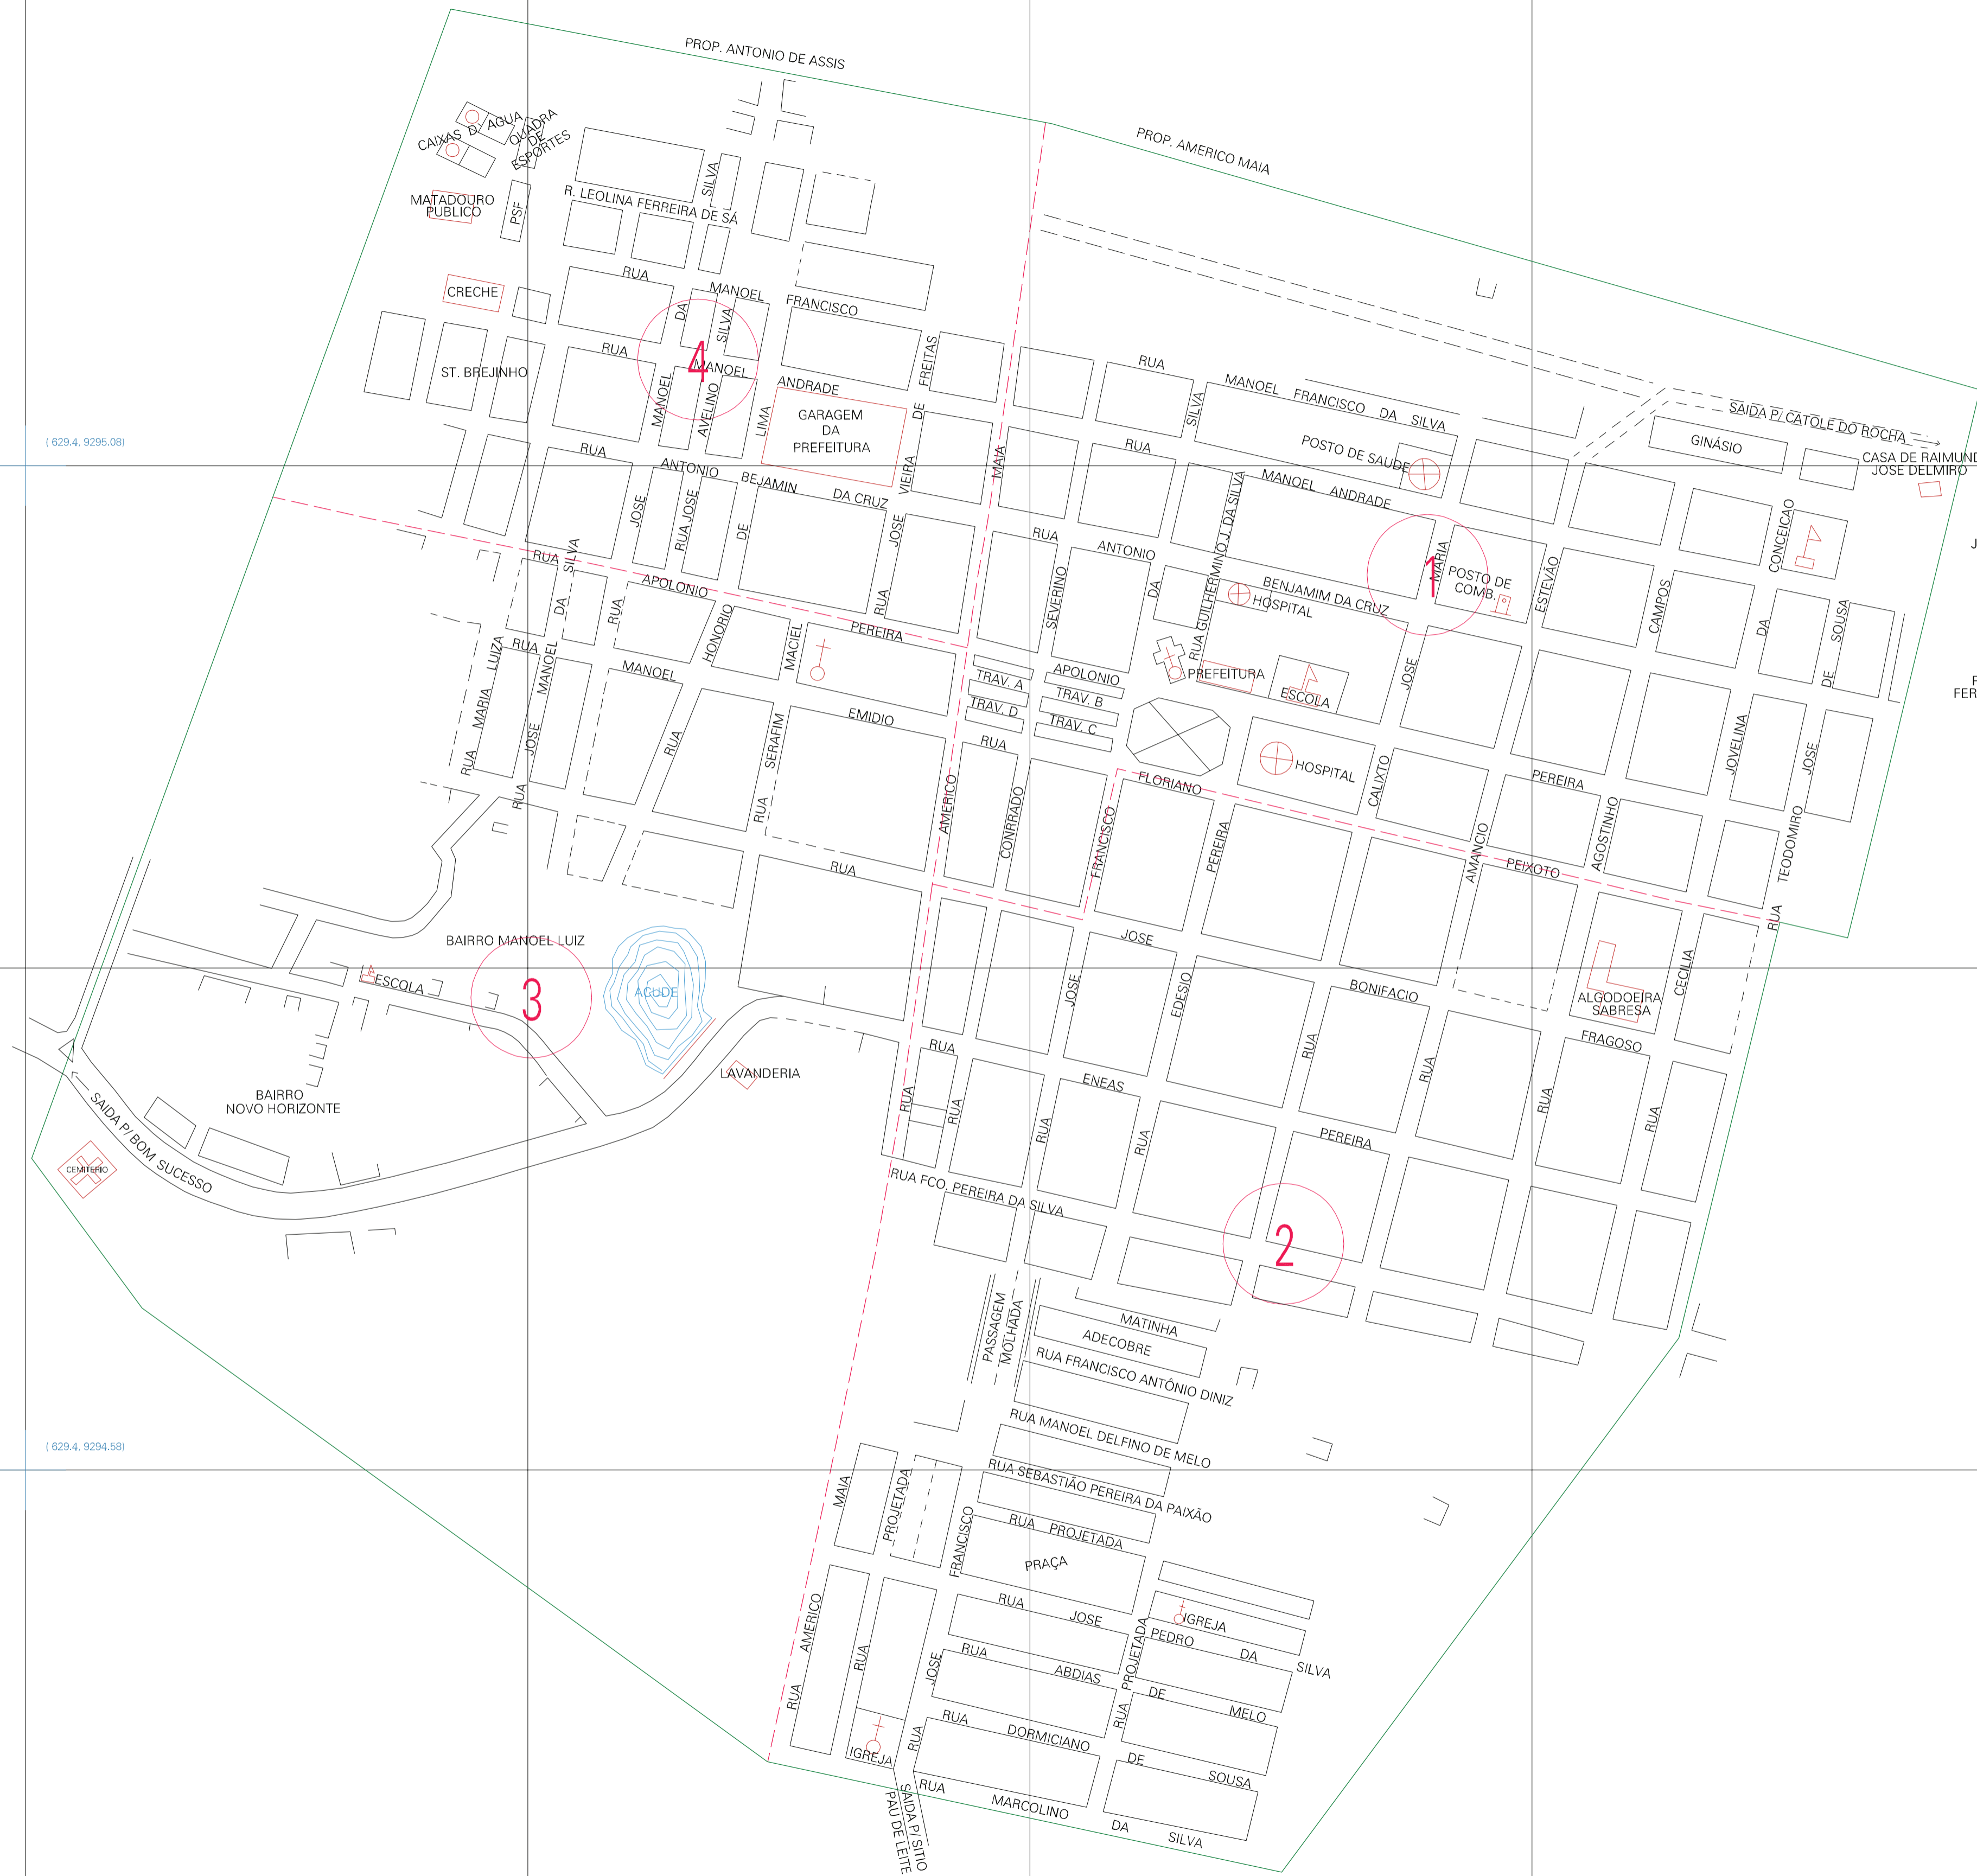 PROP. ANTONIO DE ASSIS
PROP. AMERICO MAIA
CAIXAS D' AGUA
QUADRA
DE
ESPORTES
MATADOURO
PUBLICO
PSF
SILVA
R. LEOLINA FERREIRA DE SÁ
CRECHE
RUA
MANOEL
FRANCISCO
DA
SILVA
4
ST. BREJINHO
RUA
MANOEL
ANDRADE
MANOEL
AVELINO
LIMA
GARAGEM
DA
PREFEITURA
FREITAS
DE
VIEIRA
MAIA
RUA
MANOEL FRANCISCO DA SILVA
SILVA
POSTO DE SAUDE
SAIDA P/ CATOLE DO ROCHA
GINÁSIO
CASA DE RAIMUND
JOSE DELMIRO
( 629.4, 9295.08)
RUA
MANOEL ANDRADE
RUA
ANTONIO
BEJAMIN
DA CRUZ
JOSE
RUA JOSE
DE
JOSE
RUA
RUA
ANTONIO
BENJAMIM DA CRUZ
SEVERINO
DA
RUA GUILHERMINO J. DA SILVA
HOSPITAL
1
MARIA
POSTO DE
COMB.
ESTEVÃO
CAMPOS
CONCEICAO
DA
SOUSA
DE
J
F
FER
RUA
SILVA
DA
RUA
APOLONIO
PEREIRA
HONORIO
MACIEL
LUIZA
RUA
MANOEL
MANOEL
EMIDIO
RUA
MARIA
RUA
JOSE
RUA
RUA
SERAFIM
RUA
TRAV. A
TRAV. D
APOLONIO
TRAV. B
TRAV. C
PREFEITURA
ESCOLA
JOSE
HOSPITAL
CALIXTO
PEREIRA
JOVELINA
JOSE
RUA
FLORIANO
PEIXOTO
AMERICO
CONRRADO
FRANCISCO
PEREIRA
AMANCIO
AGOSTINHO
TEODOMIRO
RUA
RUA
JOSE
BONIFACIO
BAIRRO MANOEL LUIZ
ESCOLA
3
AÇUDE
JOSE
EDESIO
ALGODOEIRA
SABRESA
CECILIA
FRAGOSO
LAVANDERIA
BAIRRO
NOVO HORIZONTE
RUA
ENEAS
PEREIRA
RUA
RUA
RUA
RUA
RUA
RUA
RUA
RUA
SAIDA P/ BOM SUCESSO
CEMITERIO
RUA FCO. PEREIRA DA SILVA
2
PASSAGEM
MOLHADA
MATINHA
ADECOBRE
RUA FRANCISCO ANTÔNIO DINIZ
RUA MANOEL DELFINO DE MELO
( 629.4, 9294.58)
RUA SEBASTIÃO PEREIRA DA PAIXÃO
MAIA
PROJETADA
FRANCISCO
RUA PROJETADA
PRAÇA
RUA
JOSE
PEDRO
DA
SILVA
IGREJA
PROJETADA
RUA
AMERICO
RUA
RUA
JOSE
RUA
RUA
ABDIAS
DE
MELO
RUA
DORMICIANO
DE
SOUSA
IGREJA
RUA
MARCOLINO
DA
SILVA
SAIDA P/ SITIO
PAU DE LEITE